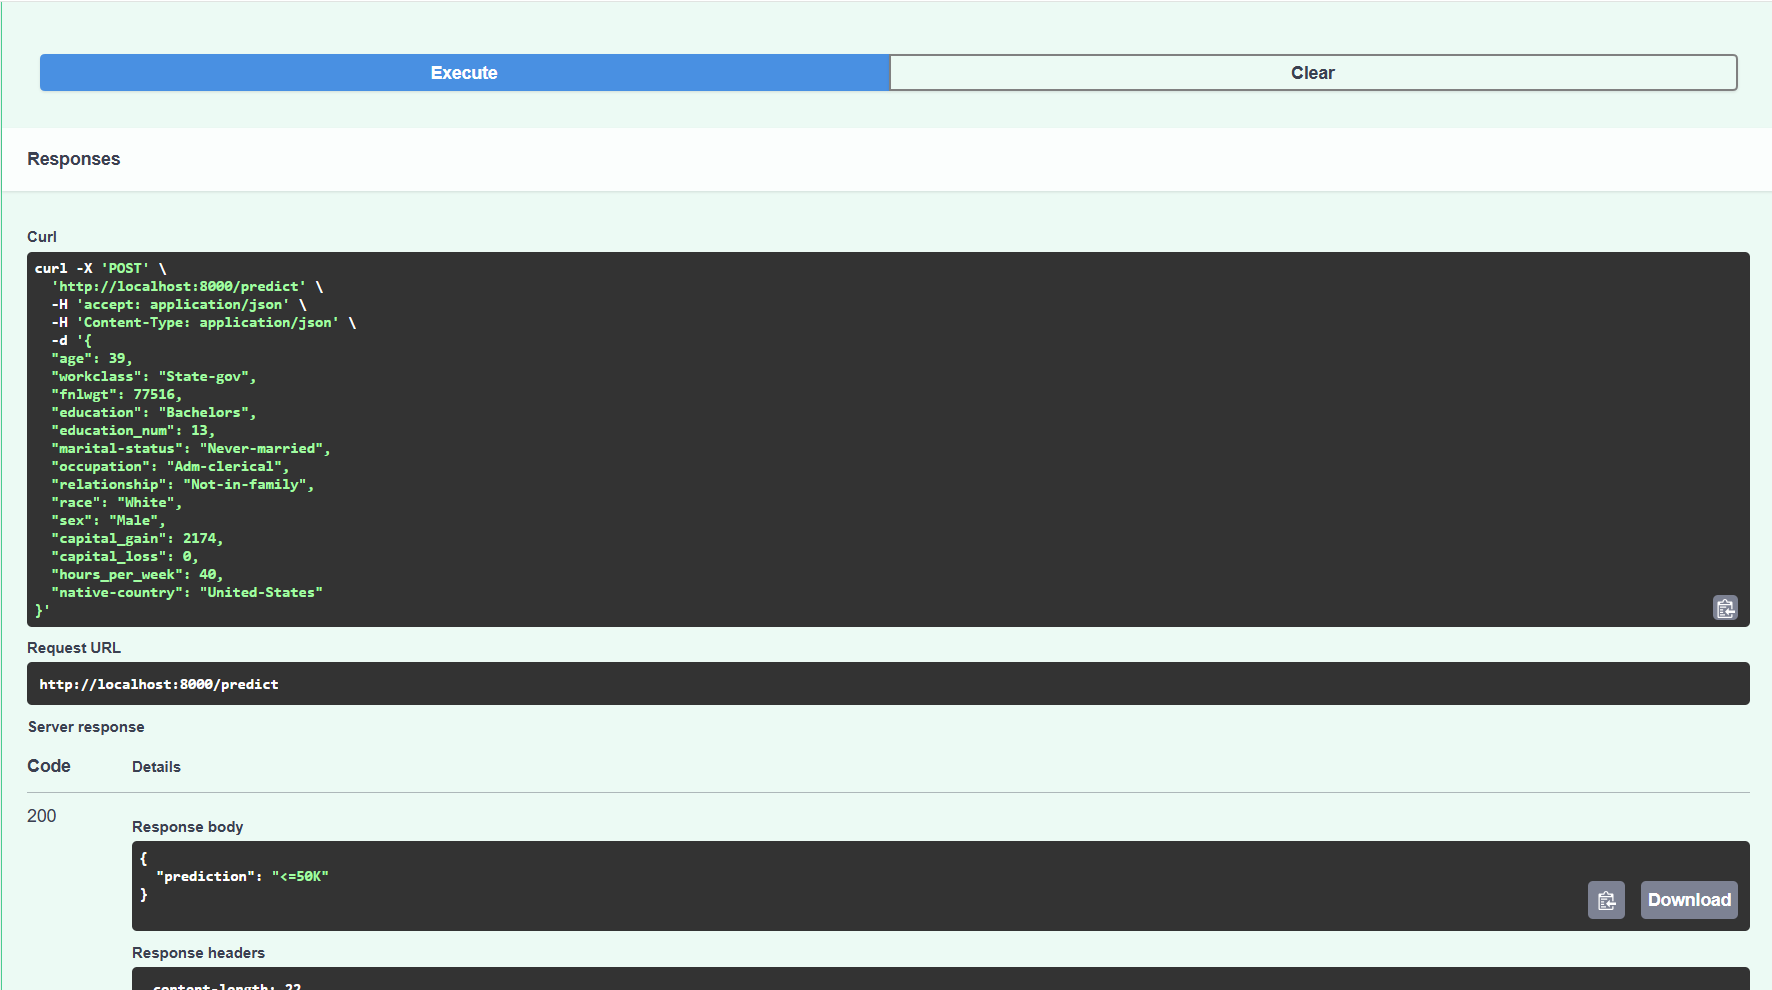 Execute
Clear
Responses
Curl
curl -X 'POST' \
'http://localhost:8000/predict' \
-H 'accept: application/json' \
-H 'Content-Type: application/json' \
-d '{
"age": 39,
"workclass": "State-gov",
"fnlwgt": 77516,
"education": "Bachelors",
"education_num": 13,
"marital-status": "Never-married",
"occupation": "Adm-clerical",
"relationship": "Not-in-family",
"race": "White",
"sex": "Male",
"capital_gain": 2174,
"capital_loss": 0,
"hours_per_week": 40,
"native-country": "United-States"
}'
Request URL
http://localhost:8000/predict
Server response
Code Details
200
Response body
{
"prediction": "<=50K"
}
Download
Response headers
content-length: 22